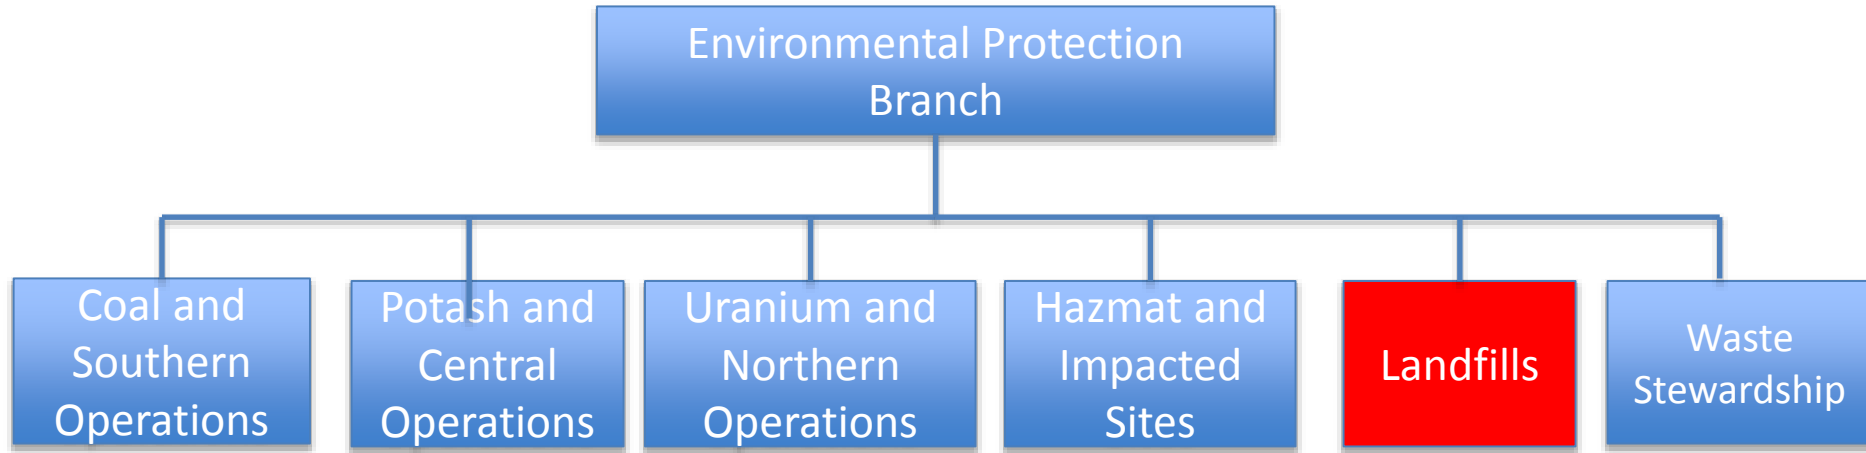 Environmental Protection
Branch
Coal and
Southern
Operations
Potash and
Central
Operations
Uranium and
Northern
Operations
Hazmat and
Impacted
Sites
Landfills
Waste
Stewardship